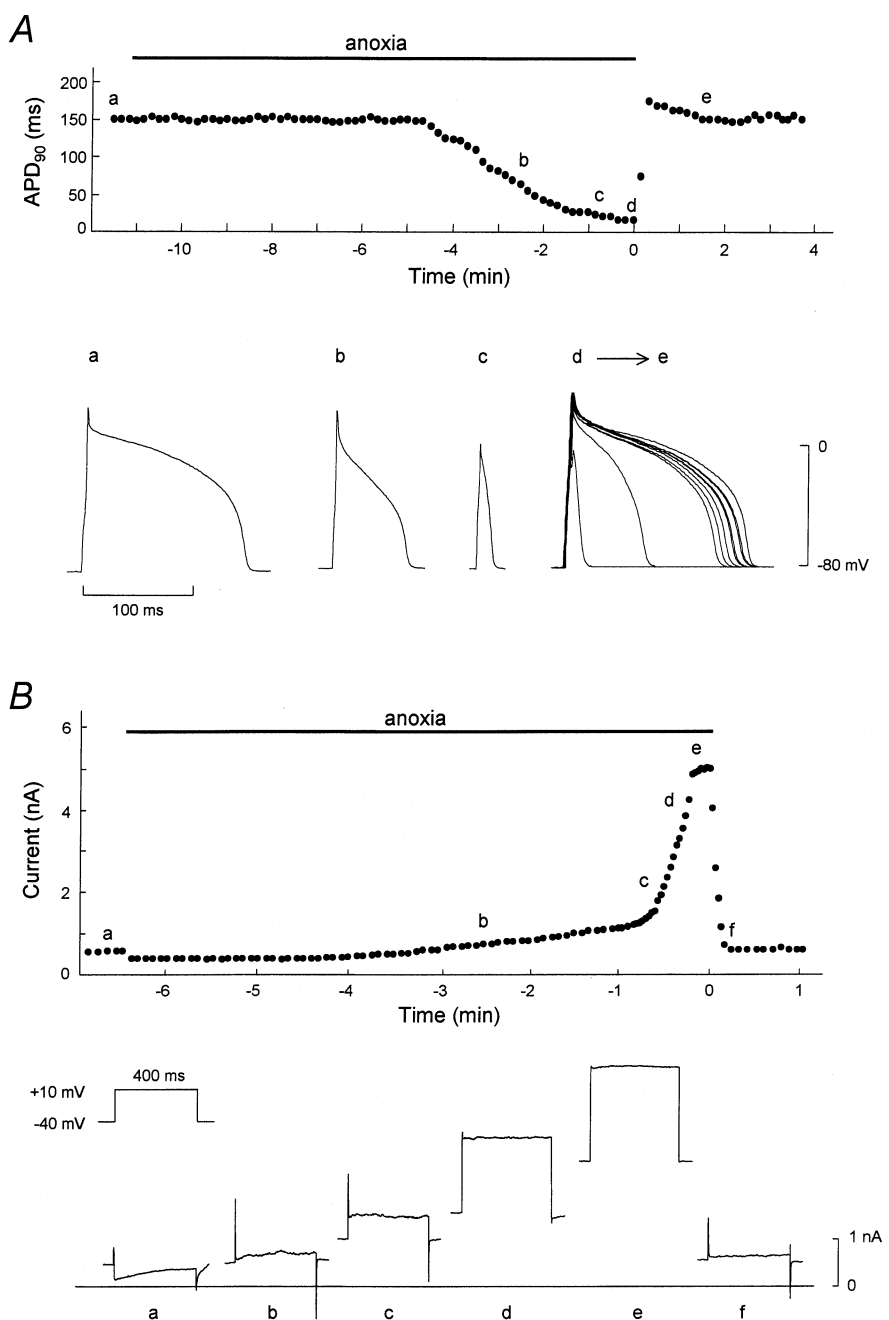 A
anoxia
200
150
100
50
0
APD90 (ms)
a
b
c
d
e
-10
-8
-6
-4
-2
0
2
4
Time (min)
a
b
c
d
e
0
-80 mV
100 ms
B
anoxia
6
4
2
0
Current (nA)
a
b
c
d
e
f
-6
-5
-4
-3
-2
-1
0
1
Time (min)
400 ms
+10 mV
-40 mV
1 nA
0
a
b
c
d
e
f